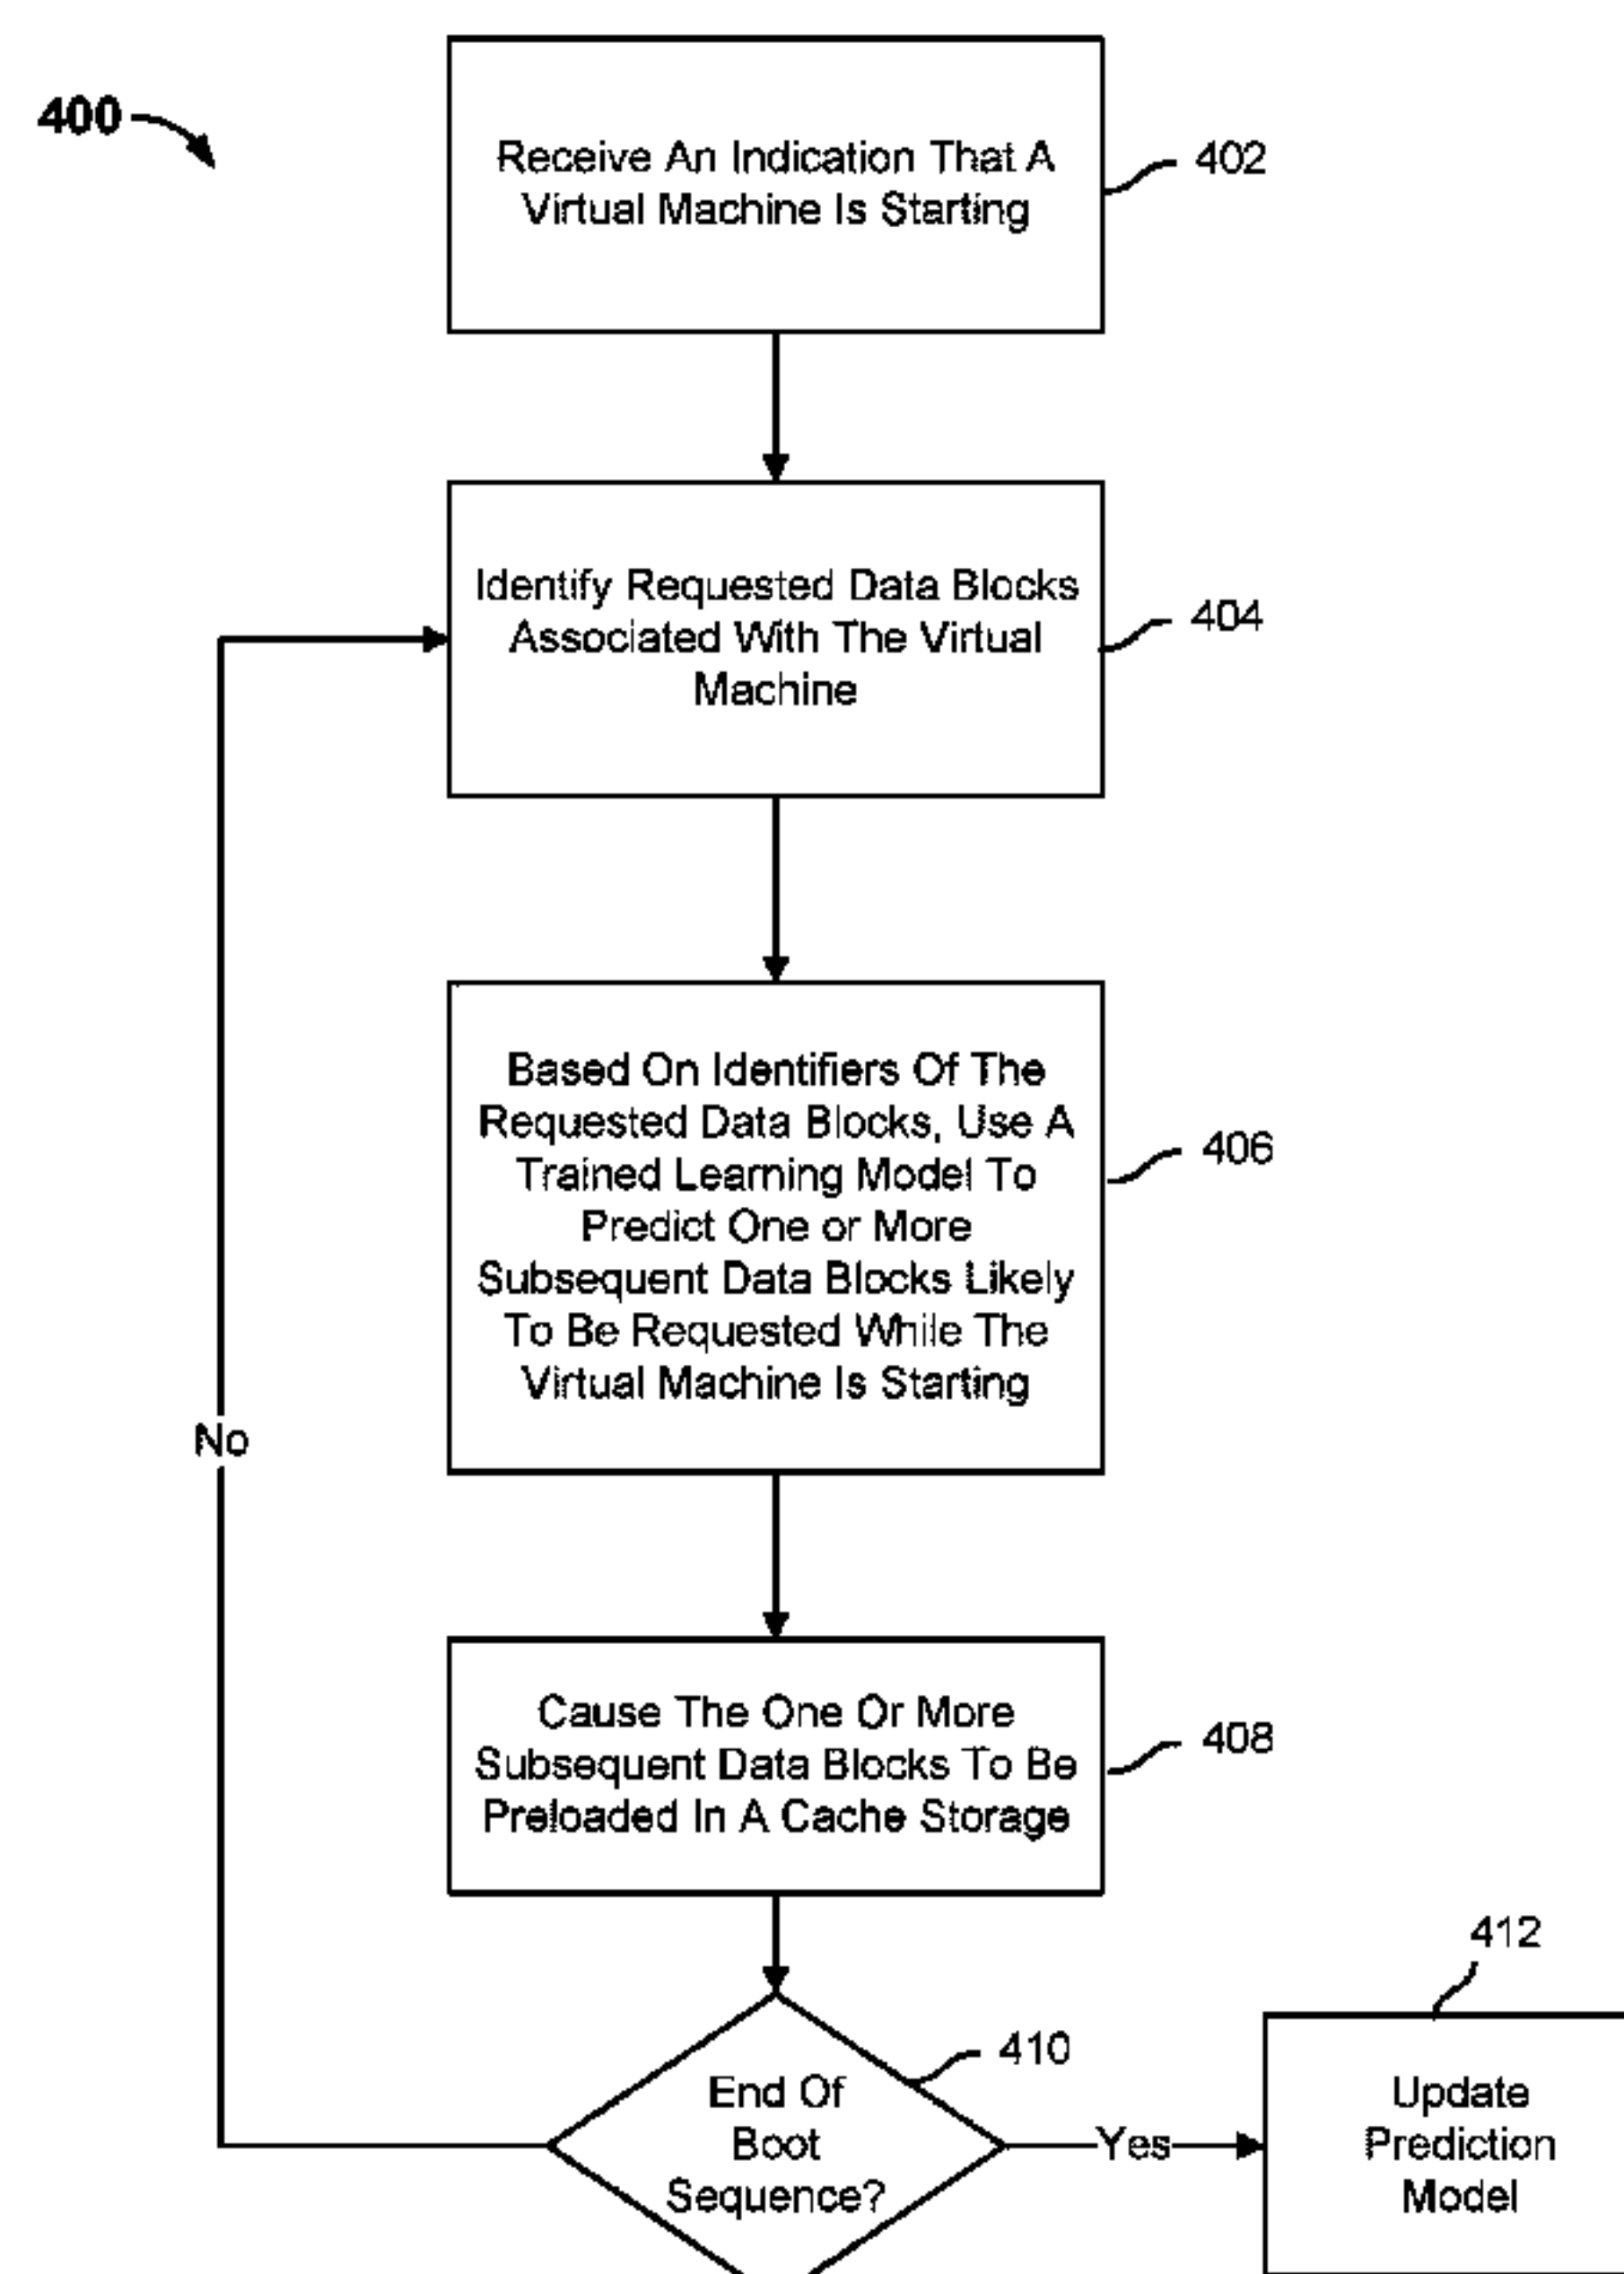 400
Receive An Indication That A
Virtual Machine Is Starting
402
Identify Requested Data Blocks
Associated With The Virtual
Machine
404
Based On Identifiers Of The
Requested Data Blocks, Use A
Trained Learning Model To
Predict One or More
Subsequent Data Blocks Likely
To Be Requested While The
Virtual Machine Is Starting
406
No
Cause The One Or More
Subsequent Data Blocks To Be
Preloaded In A Cache Storage
408
412
410
End Of
Boot
Sequence?
Yes
Update
Prediction
Model